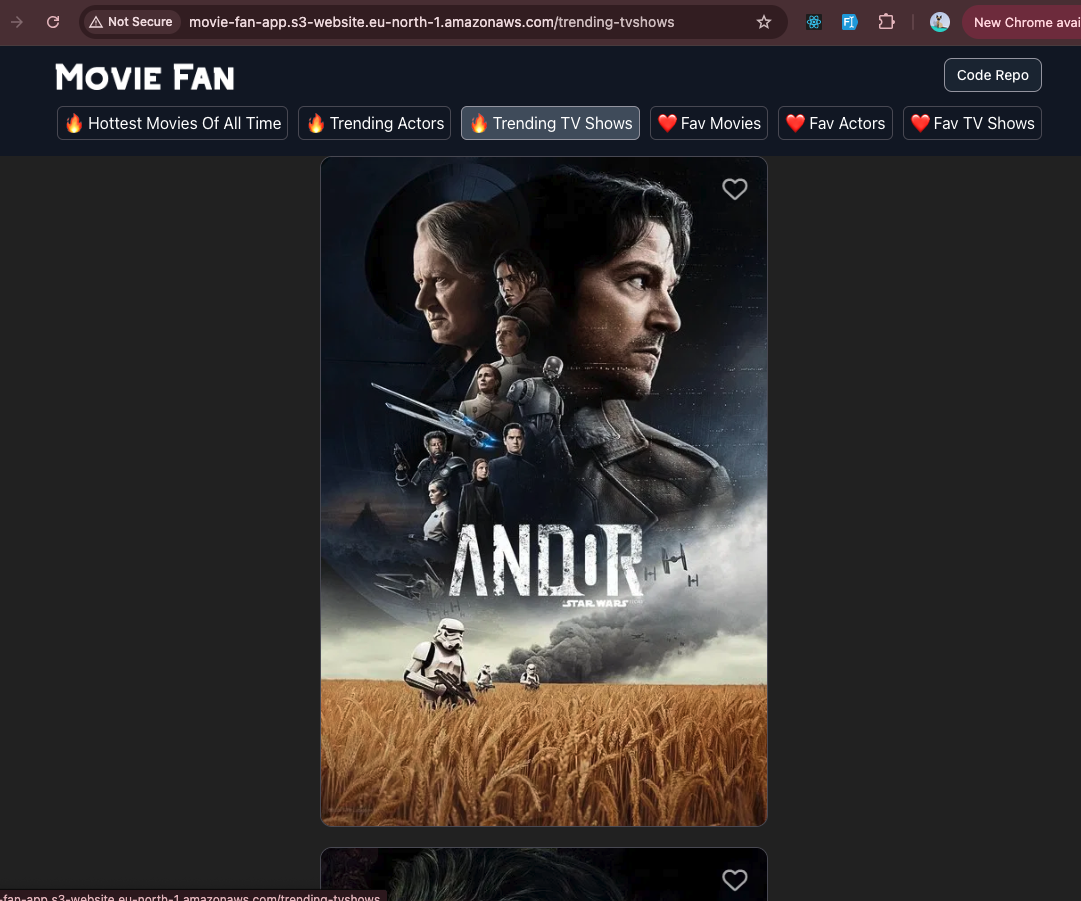 Not Secure movie-fan-app.s3-website.eu-north-1.amazonaws.com/trending-tvshows
New Chrome avai
MOVIE FAN
Code Repo
🔥 Hottest Movies Of All Time
🔥 Trending Actors
🔥 Trending TV Shows
❤️ Fav Movies
❤️ Fav Actors
❤️ Fav TV Shows
ANDOR
STAR WARS
-fan-app.s3-website.eu-north-1.amazonaws.com/trending-tvshows